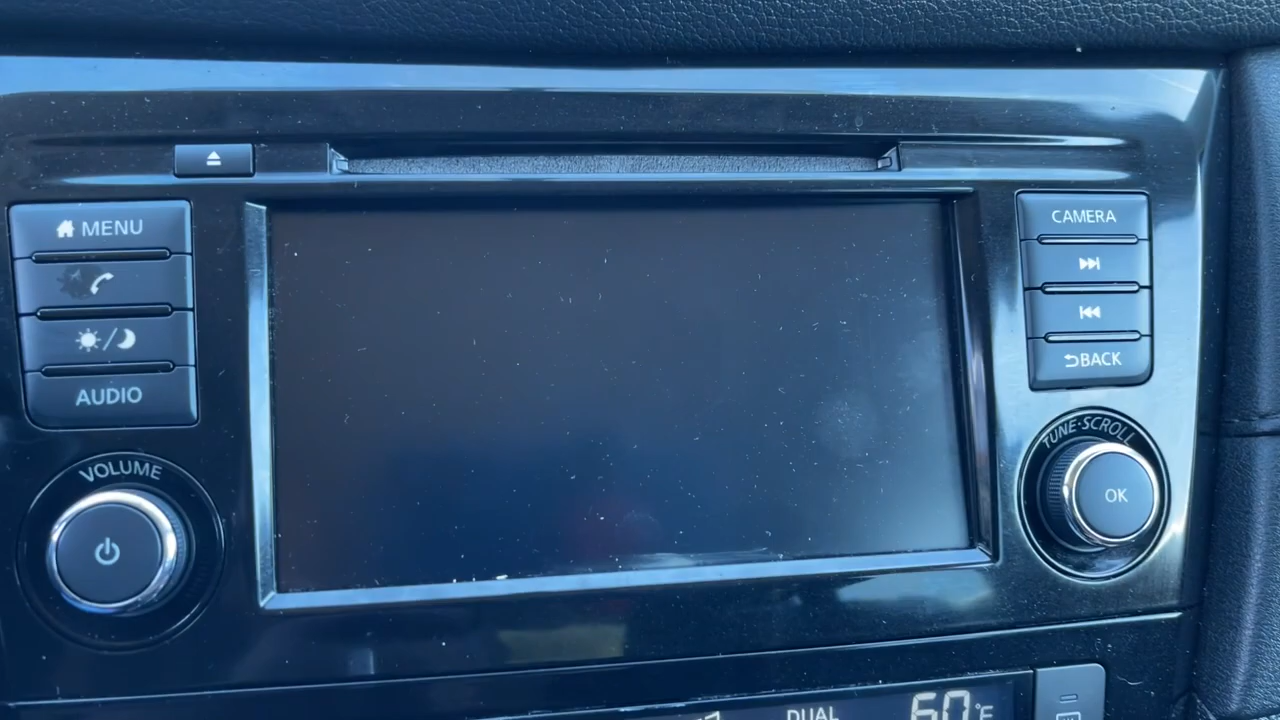 MENU
AUDIO
VOLUME
CAMERA
BACK
TUNE·SCROLL
OK
DUAL
60°F